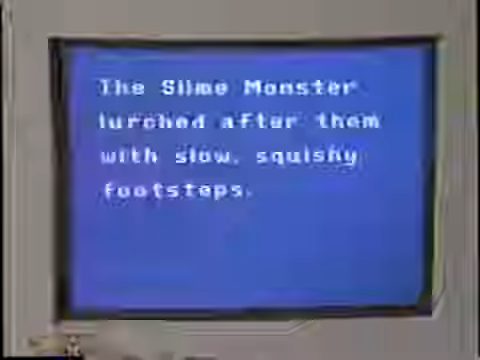 The Slime Monster
lurched after them
with slow, squishy
footsteps.